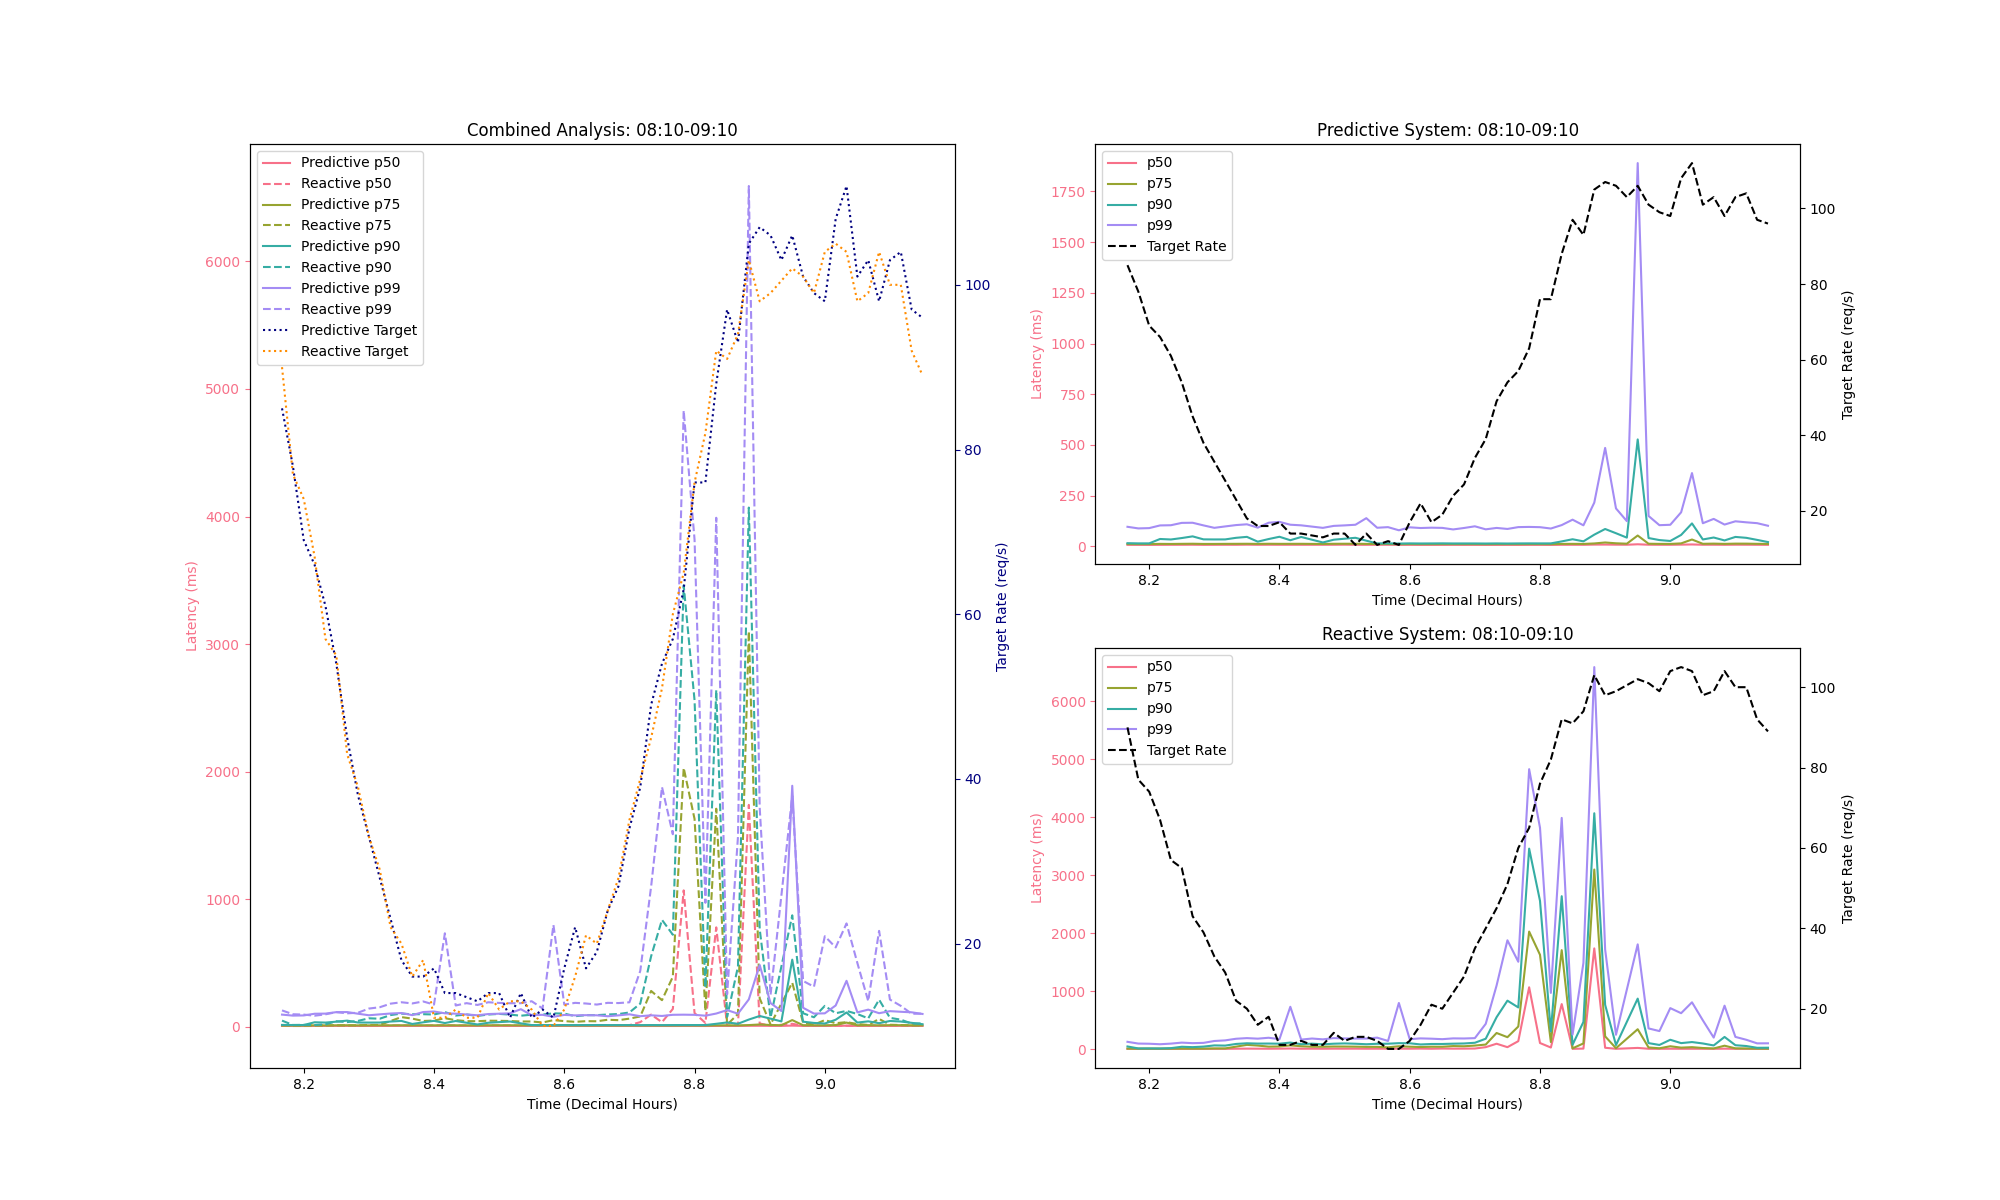 Combined Analysis: 08:10-09:10
Predictive p50
Reactive p50
Predictive p75
Reactive p75
Predictive p90
Reactive p90
Predictive p99
Reactive p99
Predictive Target
Reactive Target
6000
5000
4000
3000
2000
1000
0
Latency (ms)
100
80
60
40
20
Target Rate (req/s)
8.2 8.4 8.6 8.8 9.0
Time (Decimal Hours)
Predictive System: 08:10-09:10
p50
p75
p90
p99
Target Rate
1750
1500
1250
1000
750
500
250
0
Latency (ms)
100
80
60
40
20
Target Rate (req/s)
8.2 8.4 8.6 8.8 9.0
Time (Decimal Hours)
Reactive System: 08:10-09:10
p50
p75
p90
p99
Target Rate
6000
5000
4000
3000
2000
1000
0
Latency (ms)
100
80
60
40
20
Target Rate (req/s)
8.2 8.4 8.6 8.8 9.0
Time (Decimal Hours)